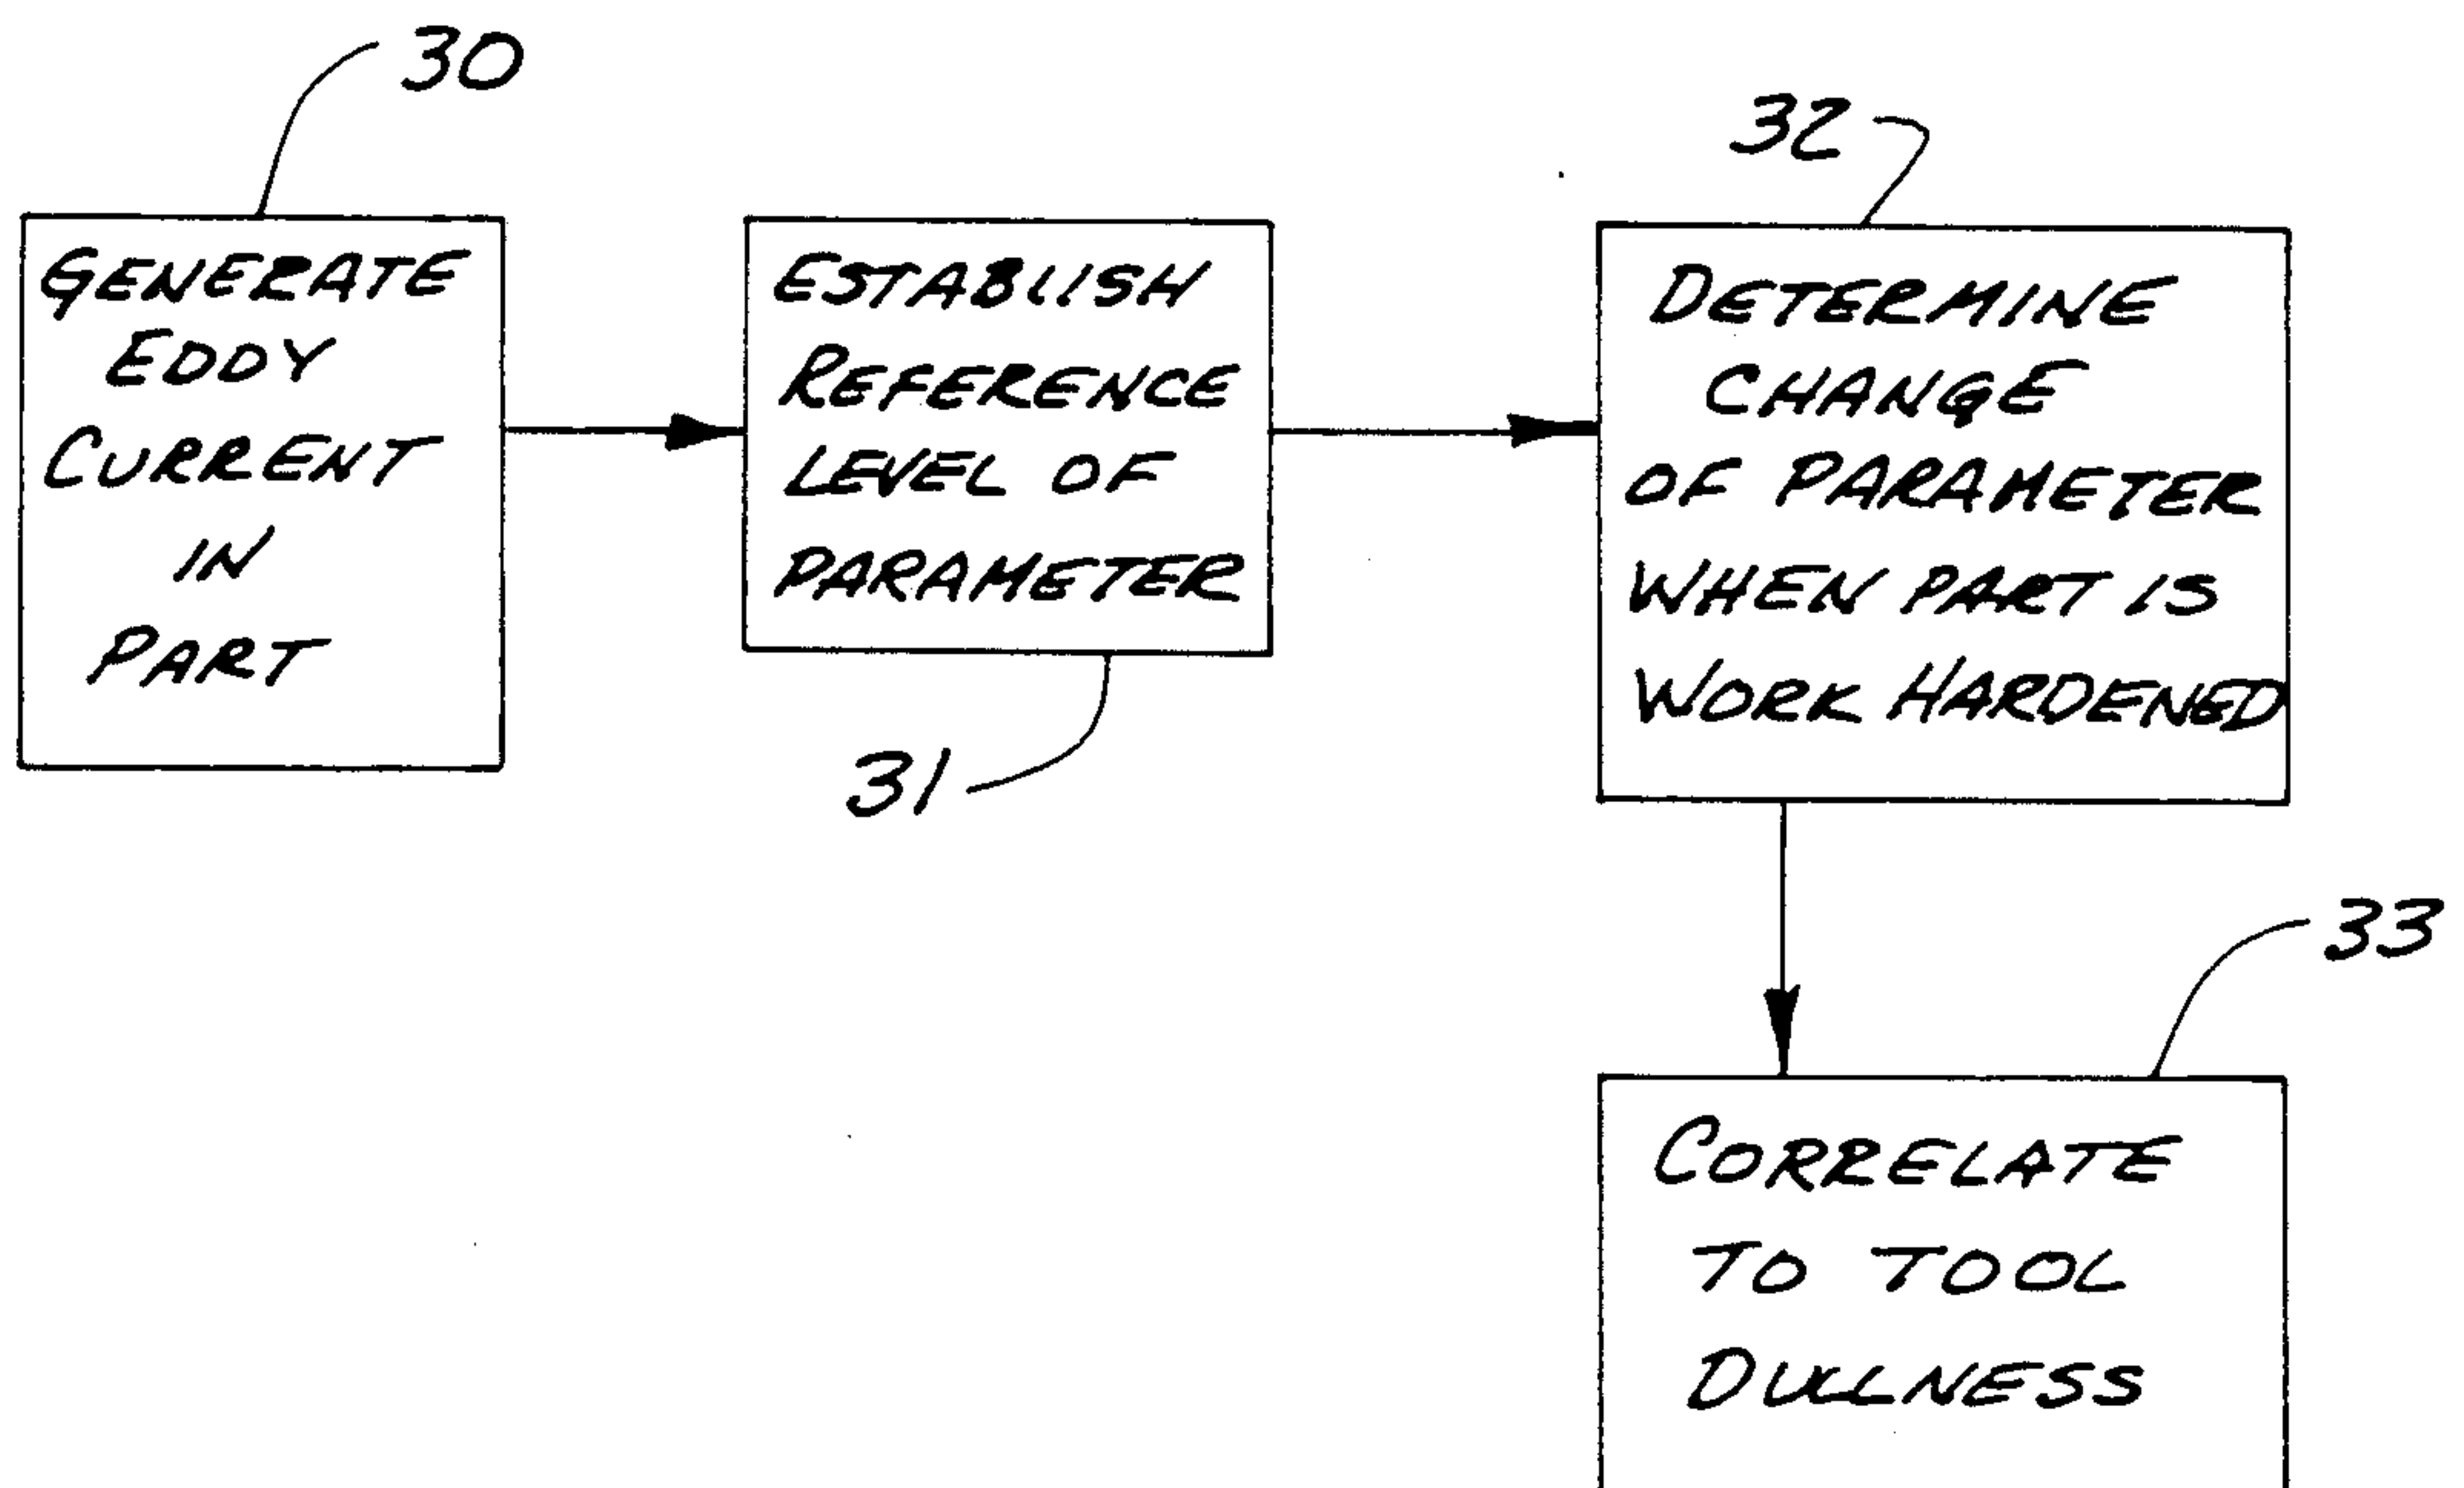 30
GENERATE
EDDY
CURRENT
IN
PART
ESTABLISH
REFERENCE
LEVEL OF
PARAMETER
31
32
DETERMINE
CHANGE
OF PARAMETER
WHEN PART IS
WORK HARDENED
33
CORRELATE
TO TOOL
DULLNESS